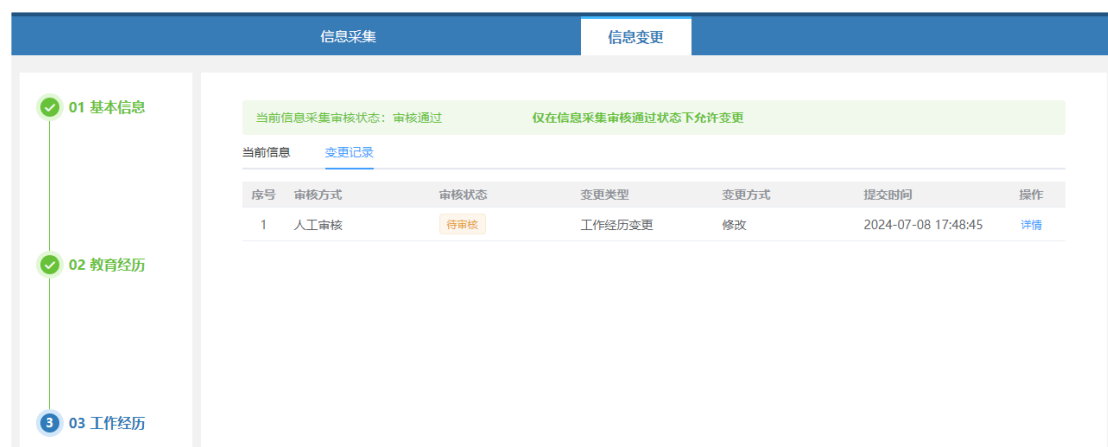 信息采集 信息变更
01 基本信息
当前信息采集审核状态：审核通过 仅在信息采集审核通过状态下允许变更
当前信息 变更记录
序号 审核方式 审核状态 变更类型 变更方式 提交时间 操作
1 人工审核 待审核 工作经历变更 修改 2024-07-08 17:48:45 详情
02 教育经历
3 03 工作经历